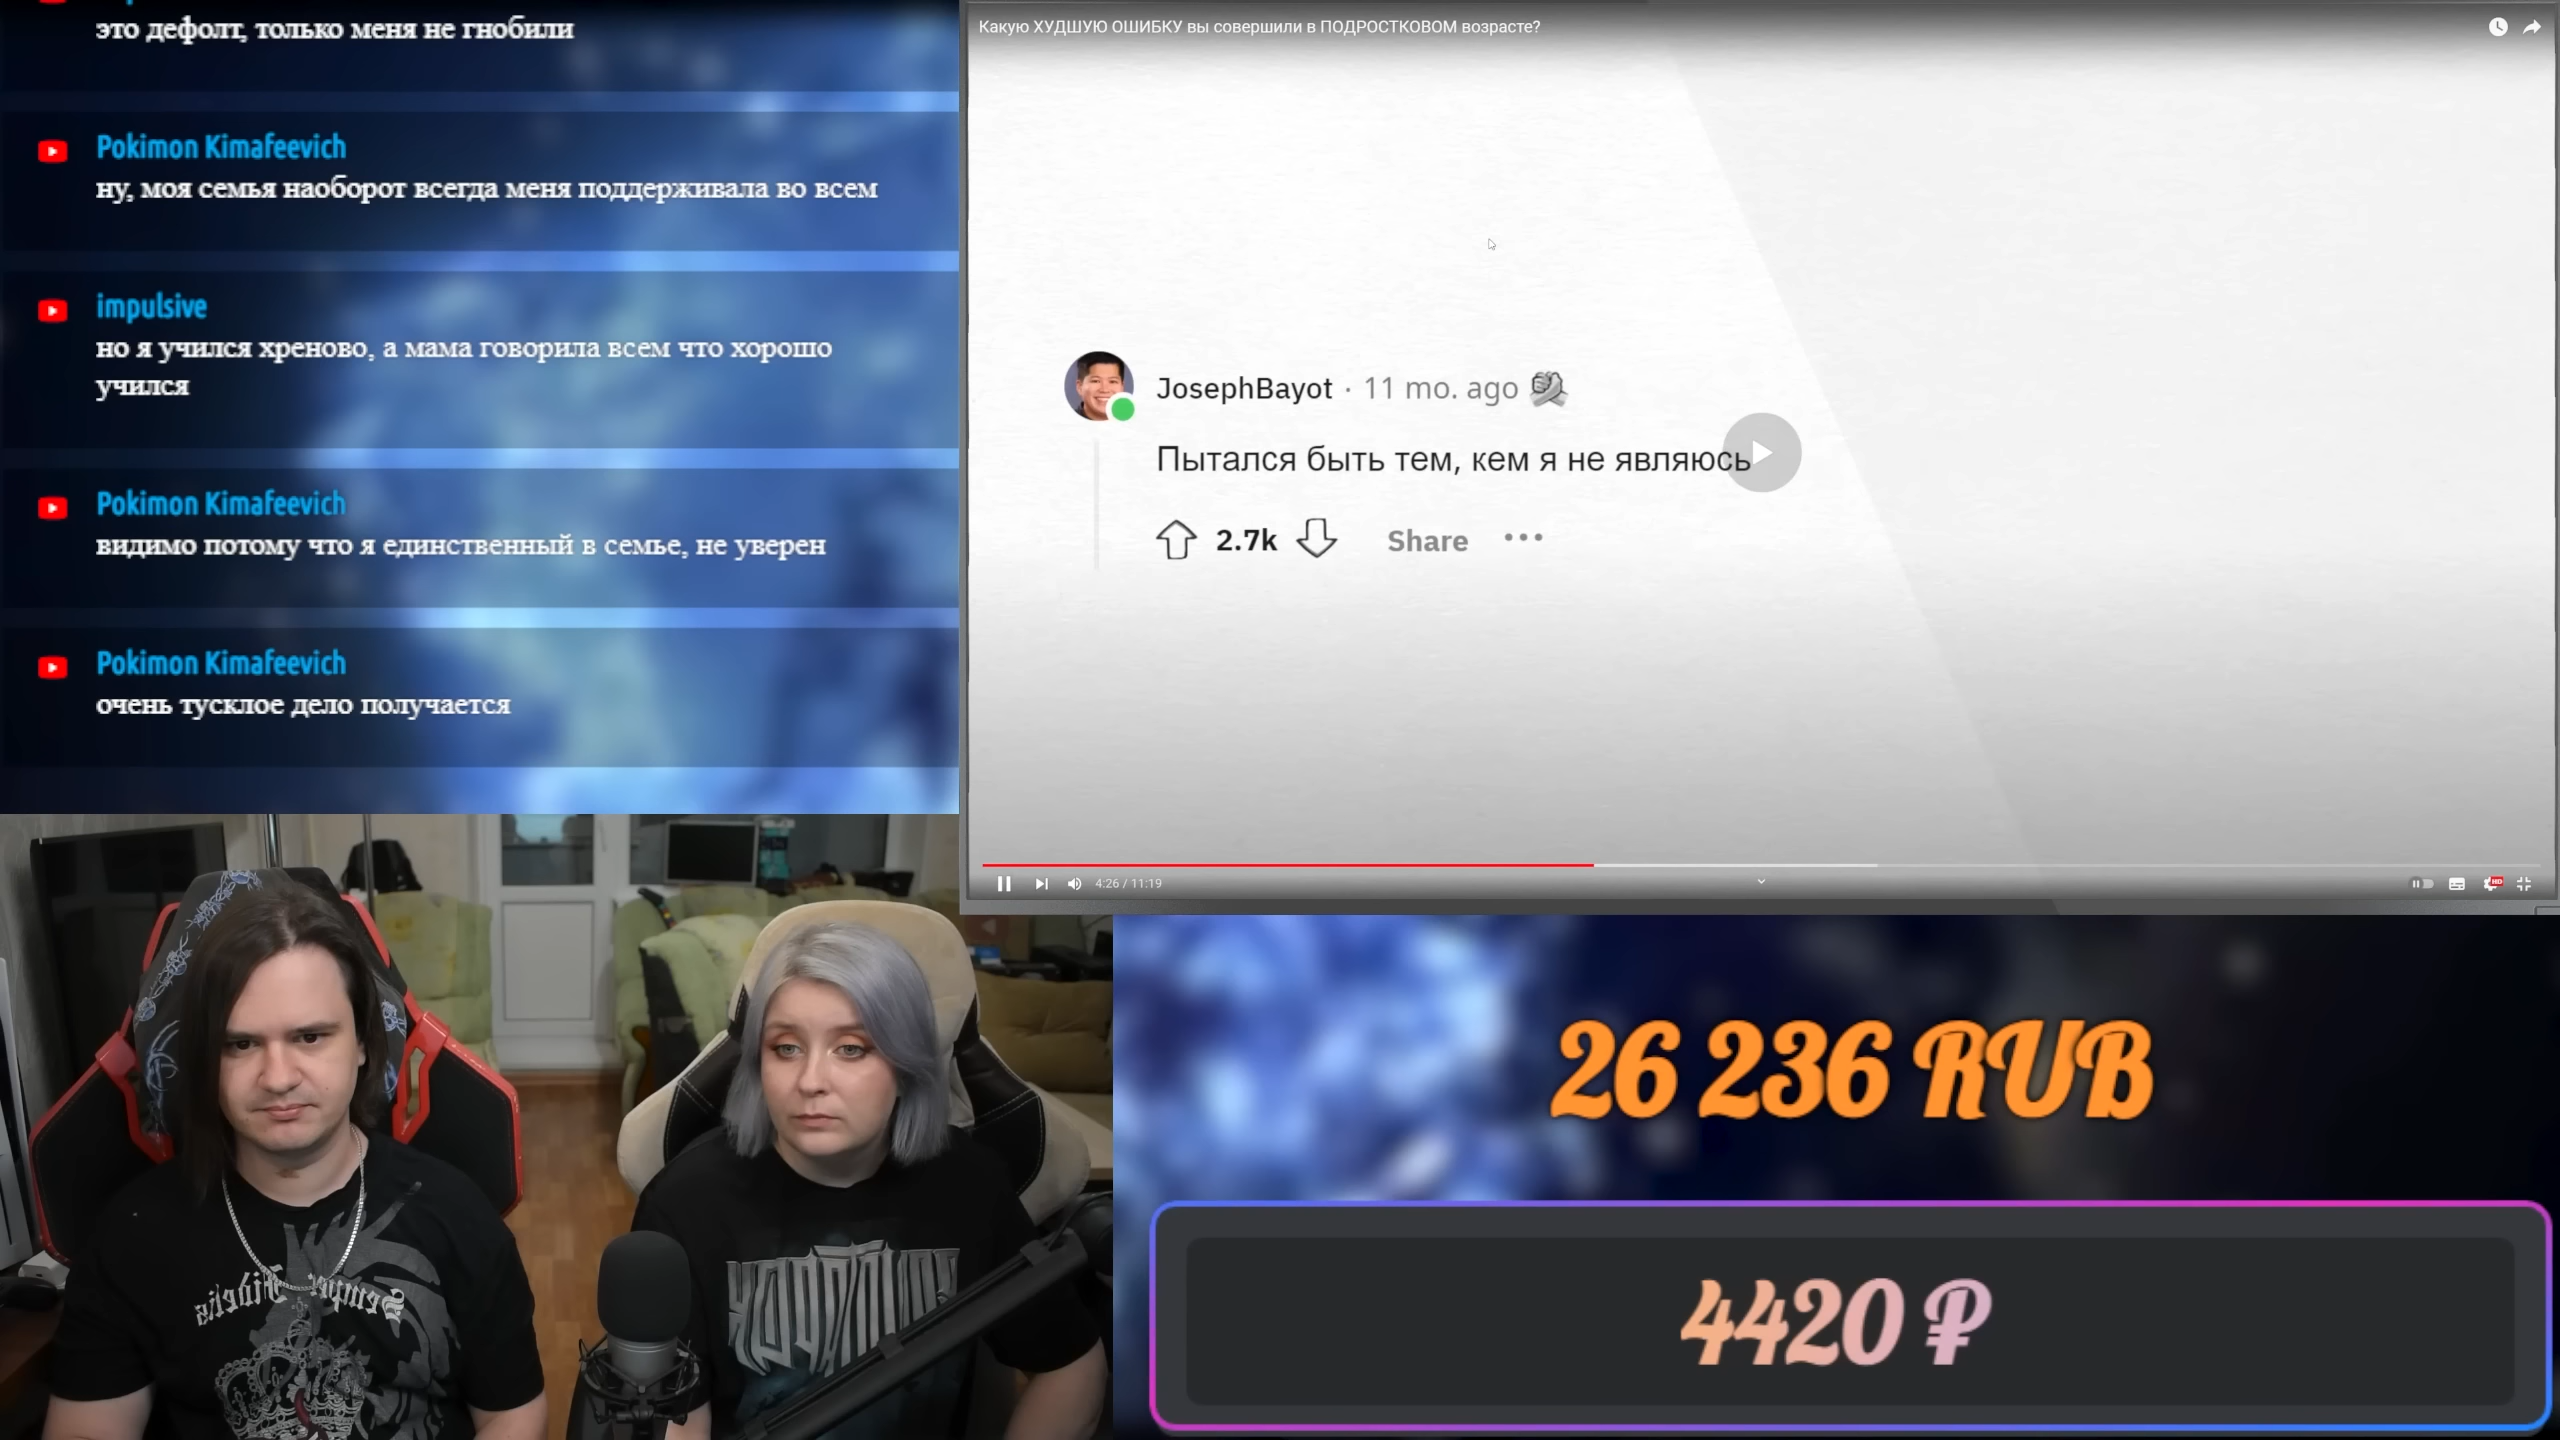 это дефолт, только меня не гнобили
Pokimon Kimafeevich
ну, моя семья наоборот всегда меня поддерживала во всем
impulsive
но я учился хреново, а мама говорила всем что хорошо
учился
Pokimon Kimafeevich
видимо потому что я единственный в семье, не уверен
Pokimon Kimafeevich
очень тусклое дело получается
Какую ХУДШУЮ ОШИБКУ вы совершили в ПОДРОСТКОВОМ возрасте?
JosephBayot · 11 mo. ago
Пытался быть тем, кем я не являюсь
2.7k Share •••
4:26 / 11:19
HD
Semper Fidelis
26 236 RUB
4420 ₽